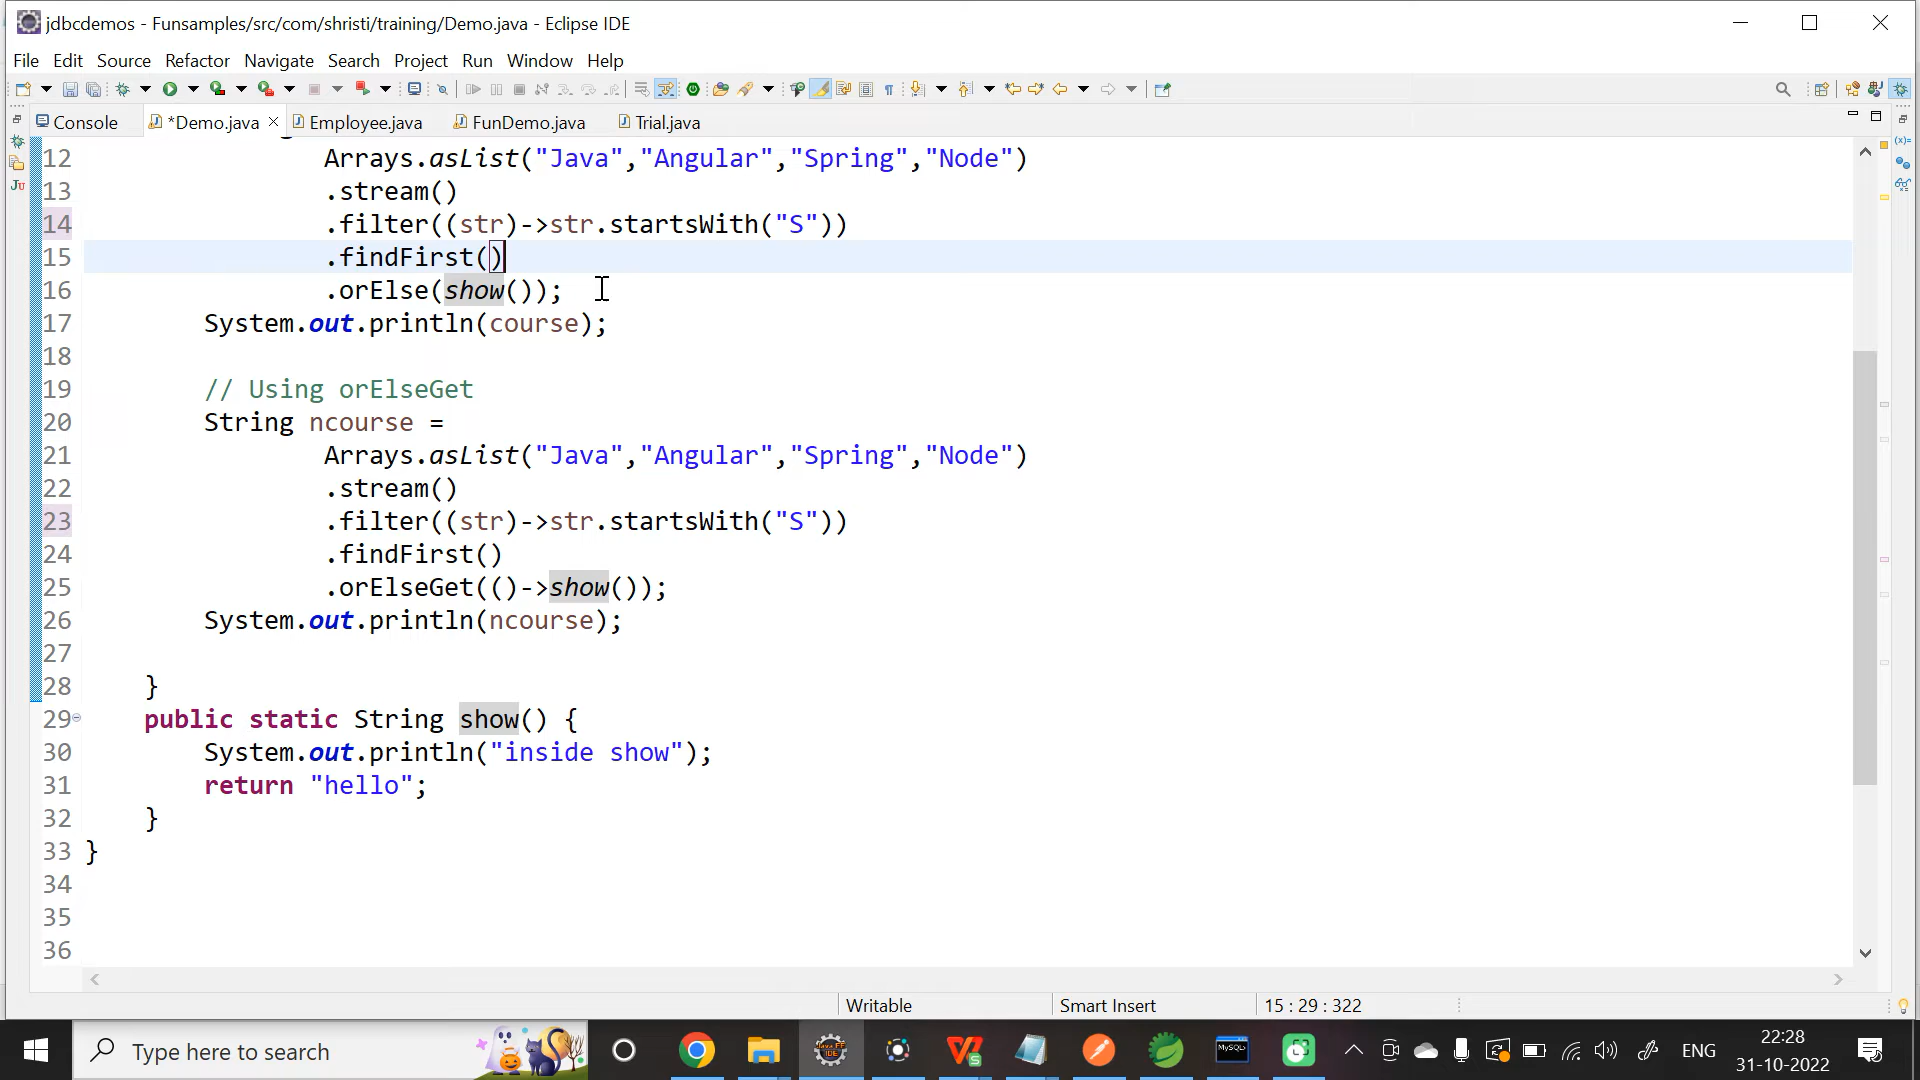 jdbcdemos - Funsamples/src/com/shristi/training/Demo.java - Eclipse IDE
File Edit Source Refactor Navigate Search Project Run Window Help
Console *Demo.java Employee.java FunDemo.java Trial.java
12 Arrays.asList("Java","Angular","Spring","Node")
13 .stream()
14 .filter((str)->str.startsWith("S"))
15 .findFirst()
16 .orElse(show());
17 System.out.println(course);
18
19 // Using orElseGet
20 String ncourse =
21 Arrays.asList("Java","Angular","Spring","Node")
22 .stream()
23 .filter((str)->str.startsWith("S"))
24 .findFirst()
25 .orElseGet(()->show());
26 System.out.println(ncourse);
27
28 }
29 public static String show() {
30 System.out.println("inside show");
31 return "hello";
32 }
33 }
34
35
36
Writable Smart Insert 15 : 29 : 322
Type here to search
ENG
22:28
31-10-2022